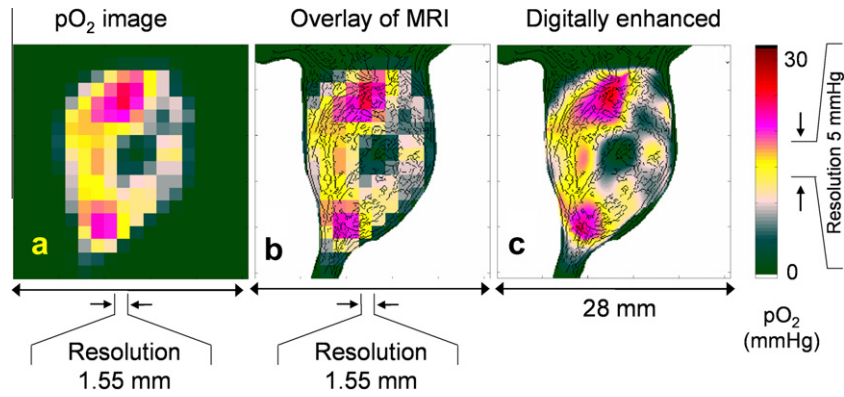 pO₂ image
Overlay of MRI
Digitally enhanced
a
b
c
30
0
Resolution 5 mmHg
pO₂
(mmHg)
28 mm
Resolution
1.55 mm
Resolution
1.55 mm